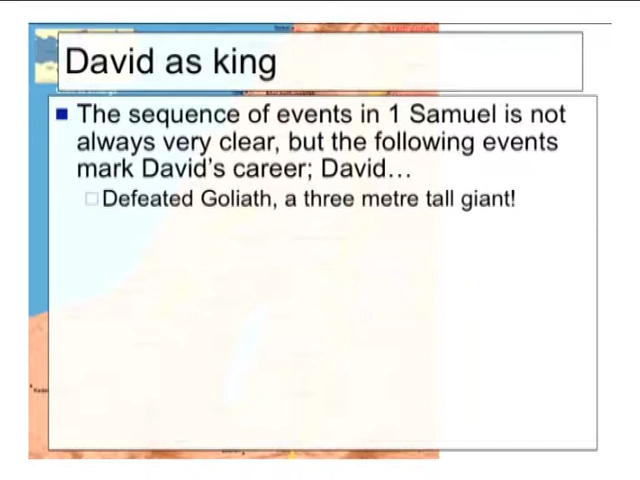 David as king
The sequence of events in 1 Samuel is not
always very clear, but the following events
mark David's career; David...
Defeated Goliath, a three metre tall giant!